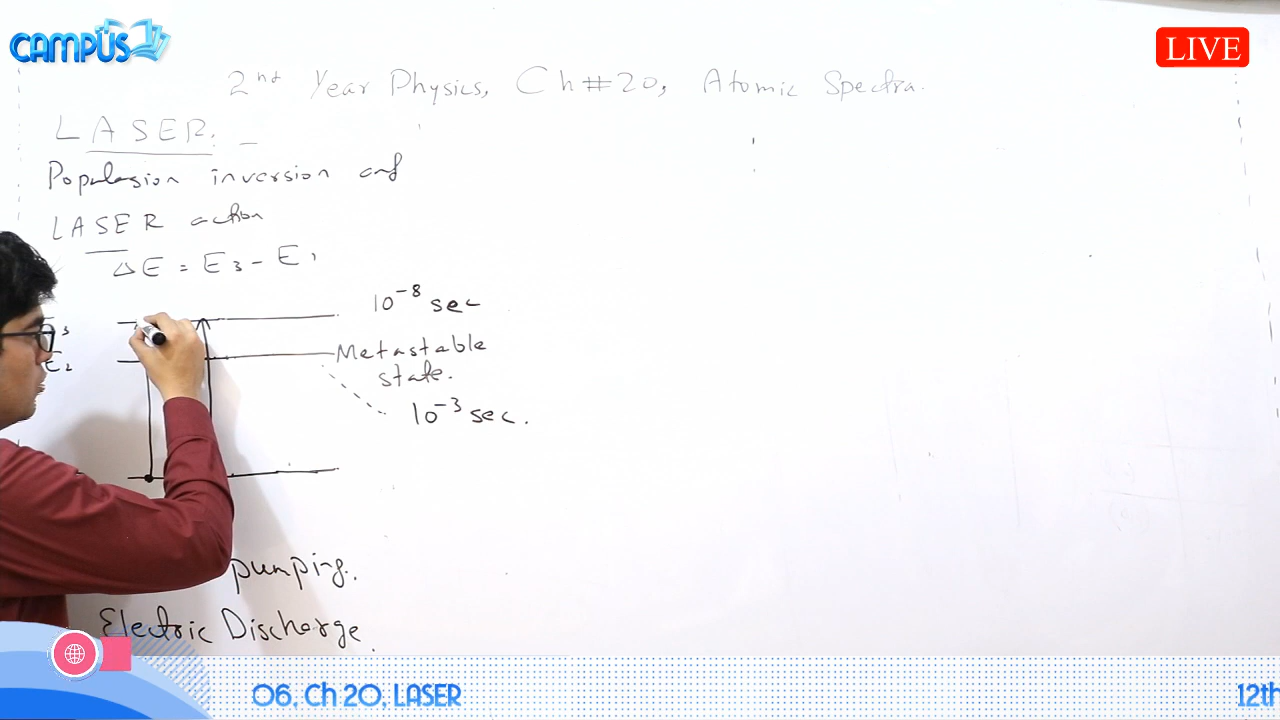 CAMPUS
LIVE
2nd Year Physics, Ch#20, Atomic Spectra.
LASER:
Populasion inversion and
LASER action
ΔE = E3 - E1
10^-8 sec
3
E2
Metastable
state.
10^-3 sec.
pumping.
Electric Discharge.
06, Ch 20, LASER
12th